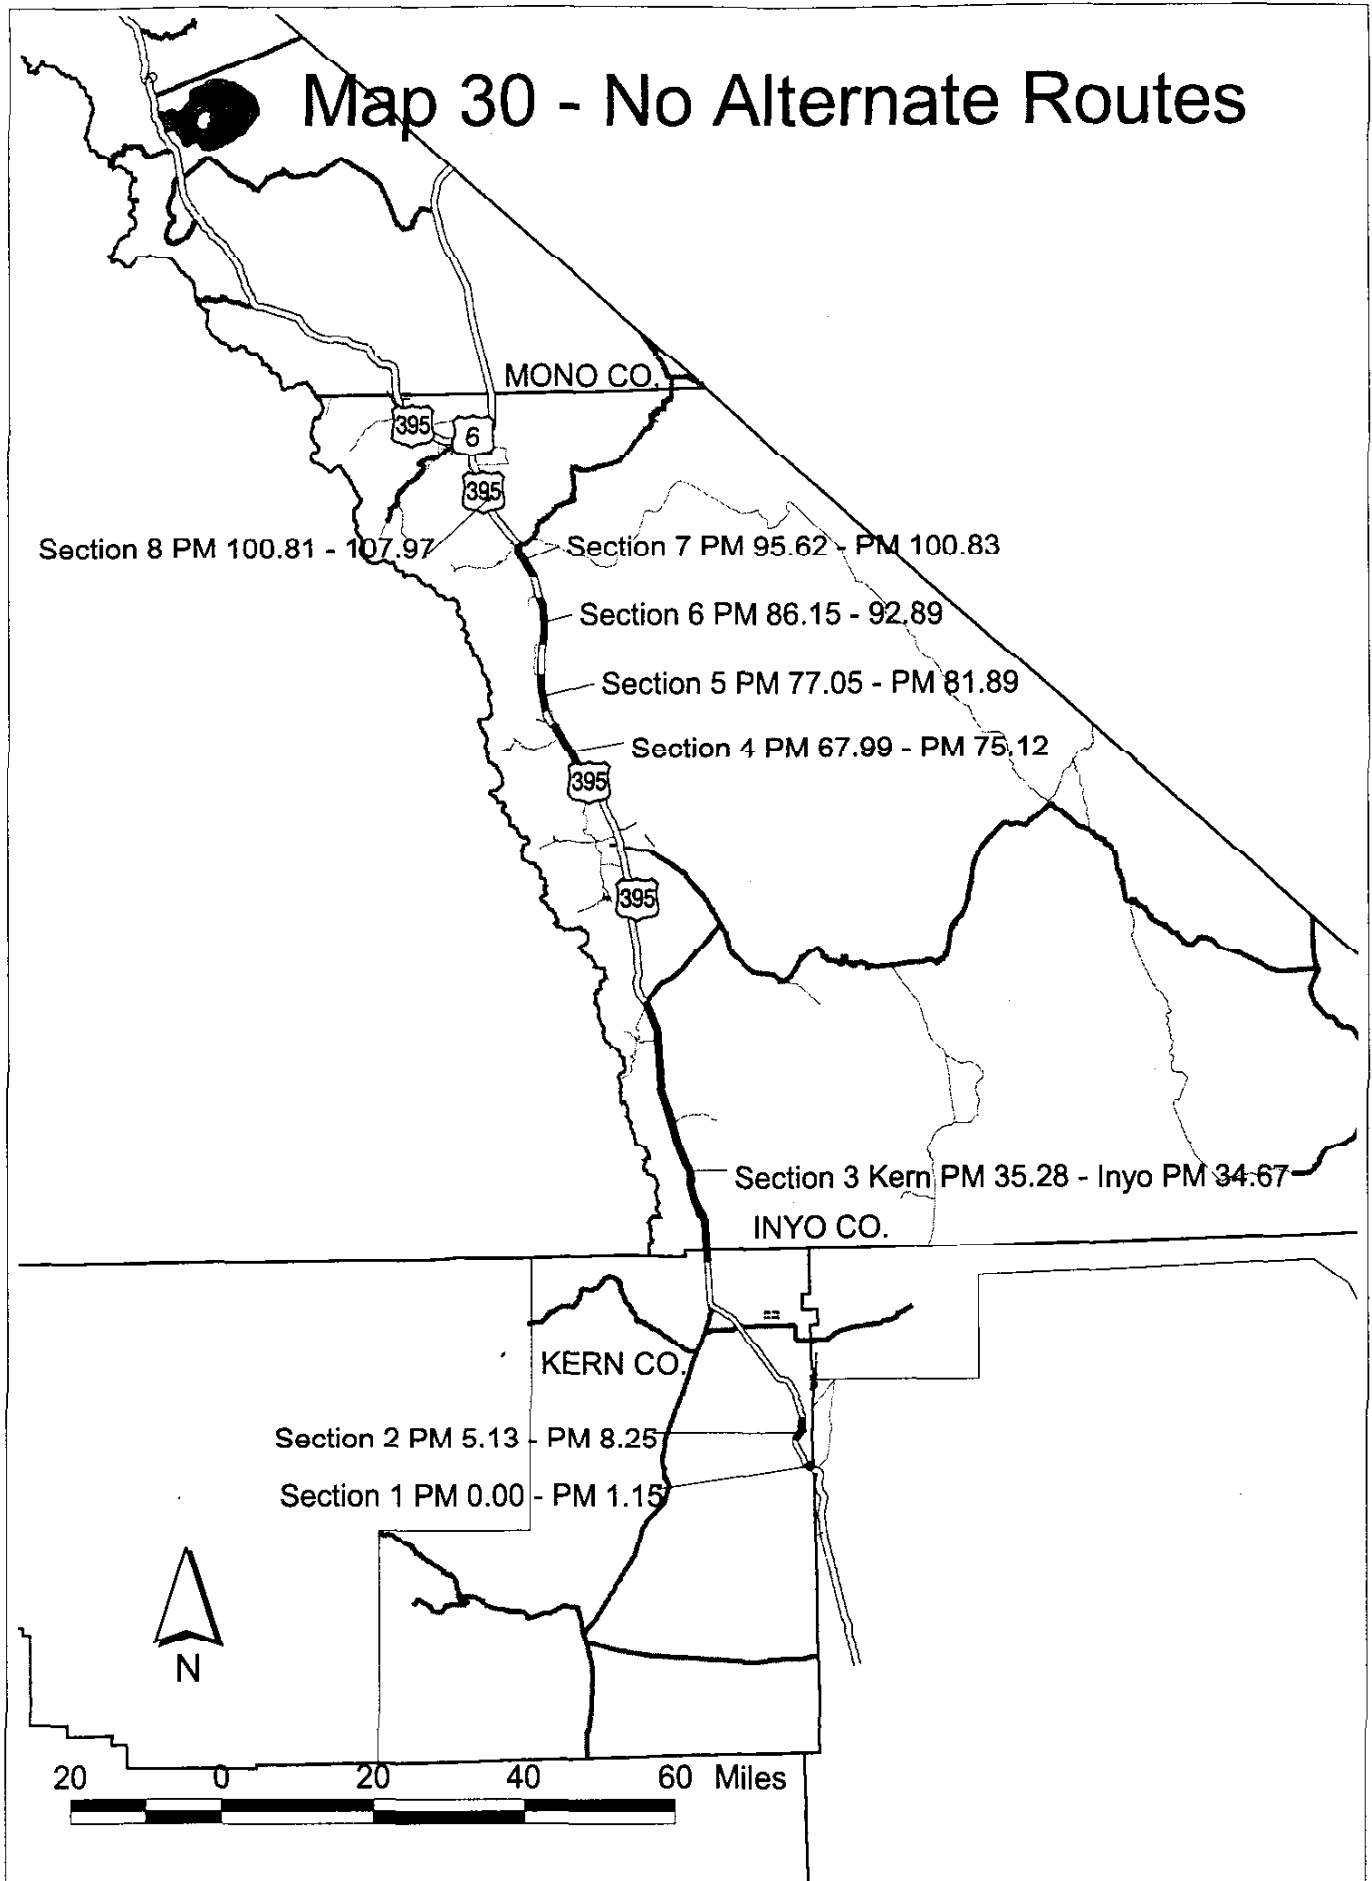 Map 30 - No Alternate Routes
MONO CO.
395
6
395
Section 8 PM 100.81 - 107.97
Section 7 PM 95.62 - PM 100.83
Section 6 PM 86.15 - 92.89
Section 5 PM 77.05 - PM 81.89
Section 4 PM 67.99 - PM 75.12
395
395
Section 3 Kern PM 35.28 - Inyo PM 34.67
INYO CO.
KERN CO.
Section 2 PM 5.13 - PM 8.25
Section 1 PM 0.00 - PM 1.15
N
20 0 20 40 60 Miles